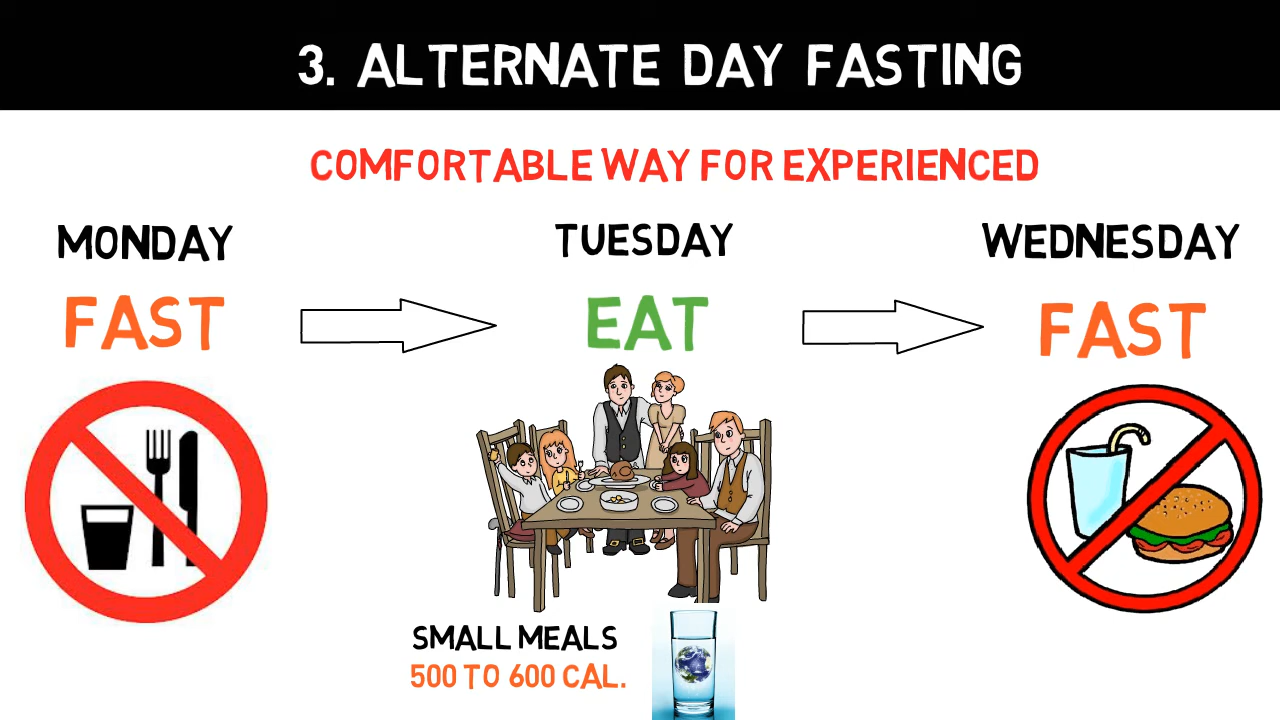 3. ALTERNATE DAY FASTING
COMFORTABLE WAY FOR EXPERIENCED
MONDAY
TUESDAY
WEDNESDAY
FAST
EAT
FAST
SMALL MEALS
500 TO 600 CAL.